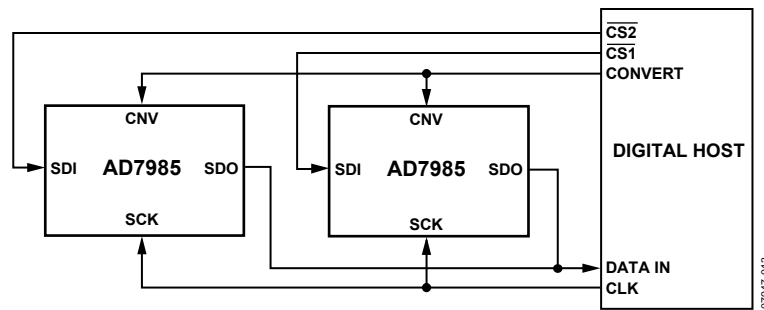 CS2
CS1
CONVERT
CNV
CNV
DIGITAL HOST
SDI AD7985 SDO
SDI AD7985 SDO
SCK
SCK
DATA IN
CLK